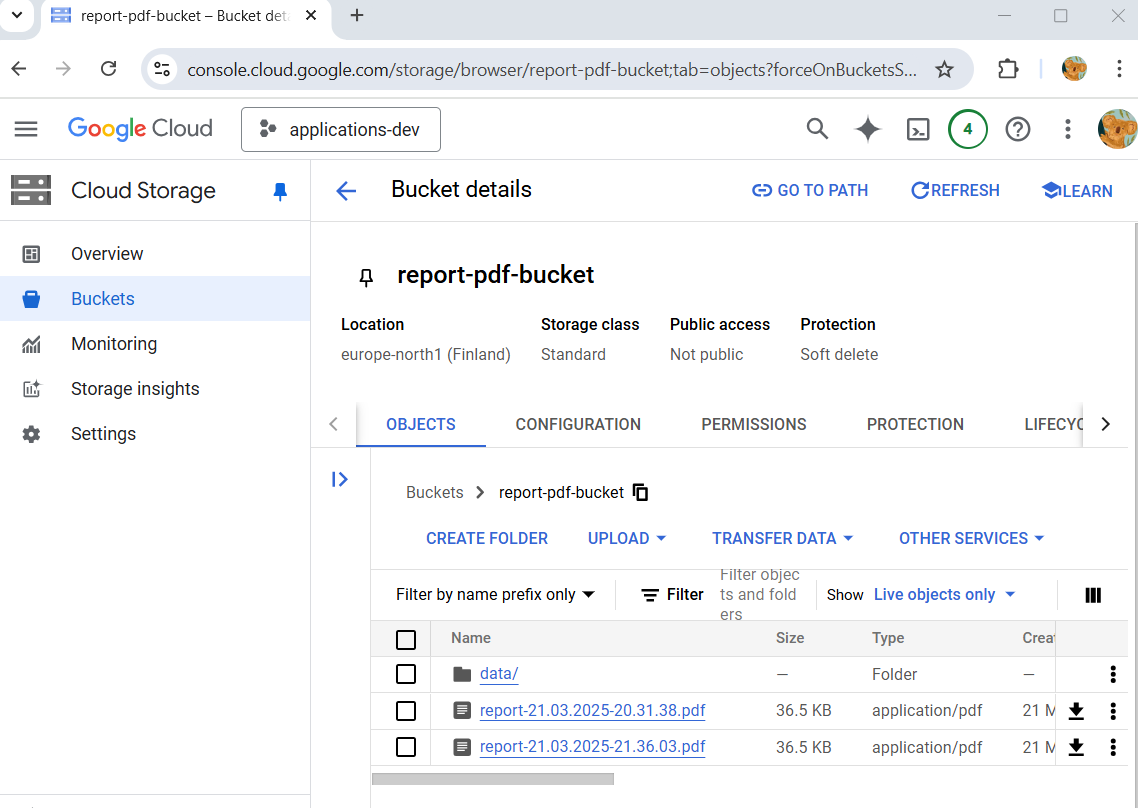 report-pdf-bucket – Bucket deta
console.cloud.google.com/storage/browser/report-pdf-bucket;tab=objects?forceOnBucketsS...
Google Cloud
applications-dev
4
Cloud Storage
Bucket details
GO TO PATH
REFRESH
LEARN
Overview
Buckets
Monitoring
Storage insights
Settings
report-pdf-bucket
Location Storage class Public access Protection
europe-north1 (Finland) Standard Not public Soft delete
OBJECTS CONFIGURATION PERMISSIONS PROTECTION LIFECYC
Buckets > report-pdf-bucket
CREATE FOLDER UPLOAD TRANSFER DATA OTHER SERVICES
Filter by name prefix only Filter
Filter objec
ts and fold
ers
Show Live objects only
Name Size Type Creat
data/ — Folder —
report-21.03.2025-20.31.38.pdf 36.5 KB application/pdf 21 M
report-21.03.2025-21.36.03.pdf 36.5 KB application/pdf 21 M